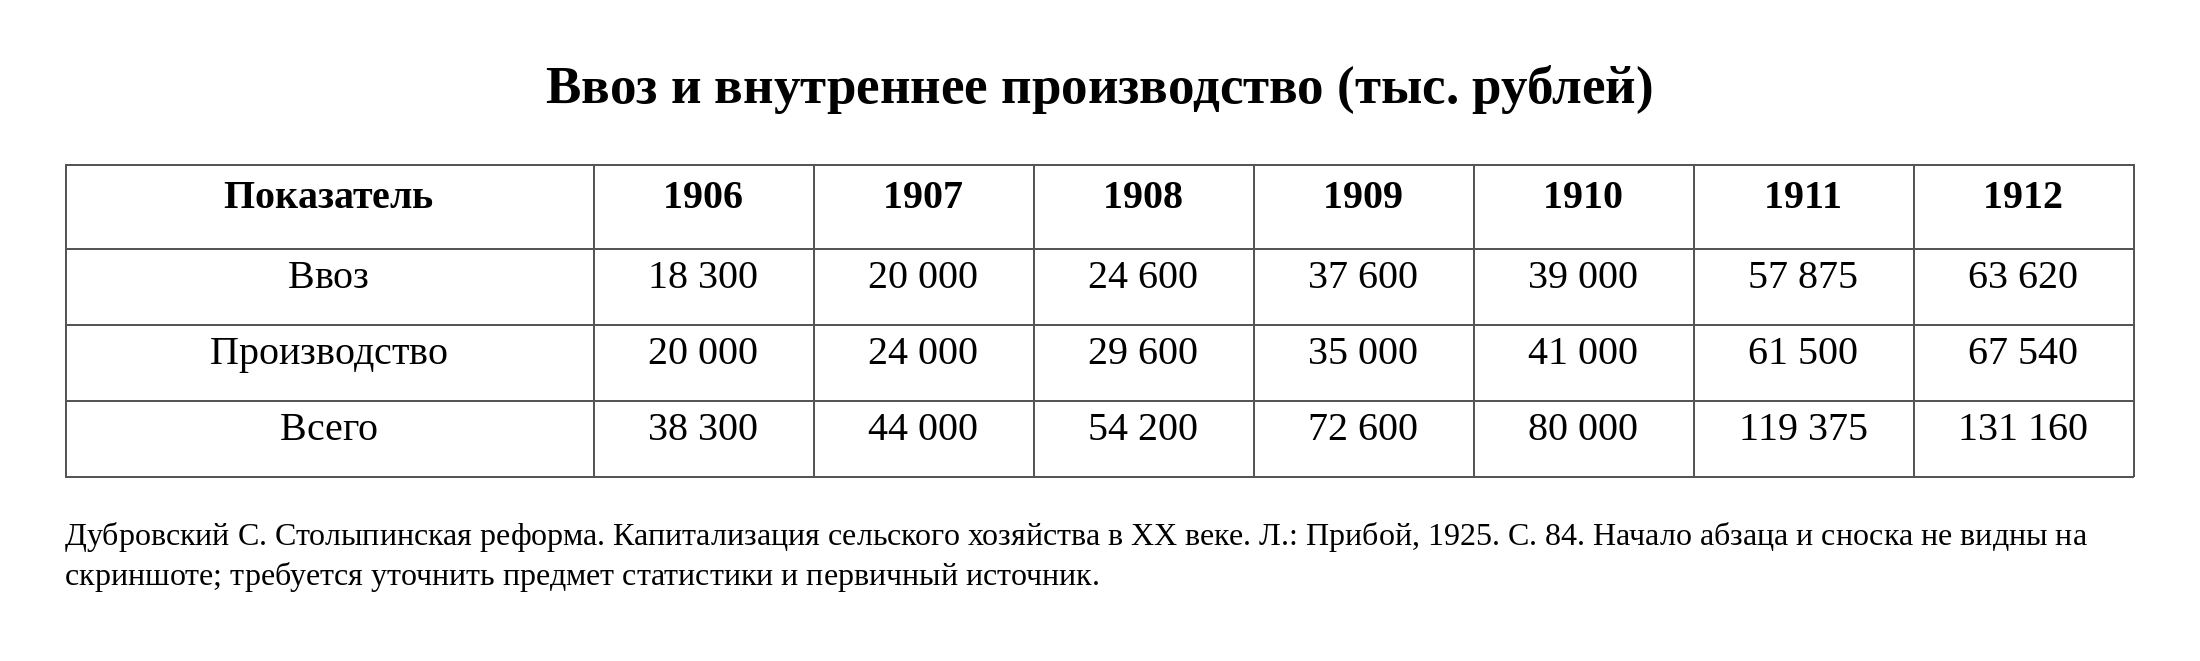 Ввоз и внутреннее производство (тыс. рублей)
Показатель 1906 1907 1908 1909 1910 1911 1912
Ввоз 18 300 20 000 24 600 37 600 39 000 57 875 63 620
Производство 20 000 24 000 29 600 35 000 41 000 61 500 67 540
Всего 38 300 44 000 54 200 72 600 80 000 119 375 131 160
Дубровский С. Столыпинская реформа. Капитализация сельского хозяйства в XX веке. Л.: Прибой, 1925. С. 84. Начало абзаца и сноска не видны на
скриншоте; требуется уточнить предмет статистики и первичный источник.